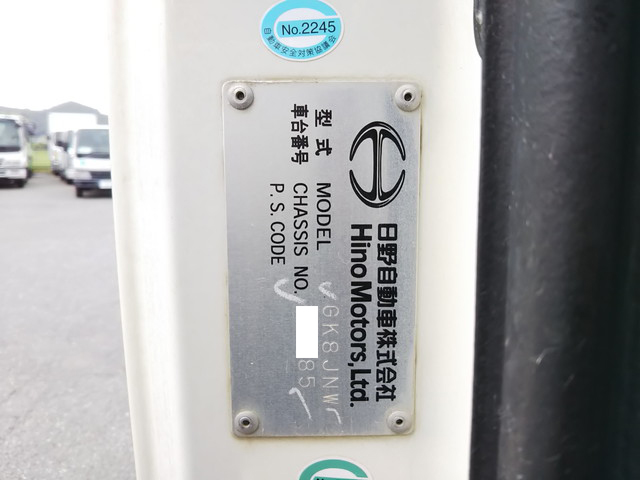 No.2245
自動車安全対策協議会
日野自動車株式会社
Hino Motors,Ltd.
型式 MODEL GK8JNW
車台番号 CHASSIS NO. 85
P.S.CODE